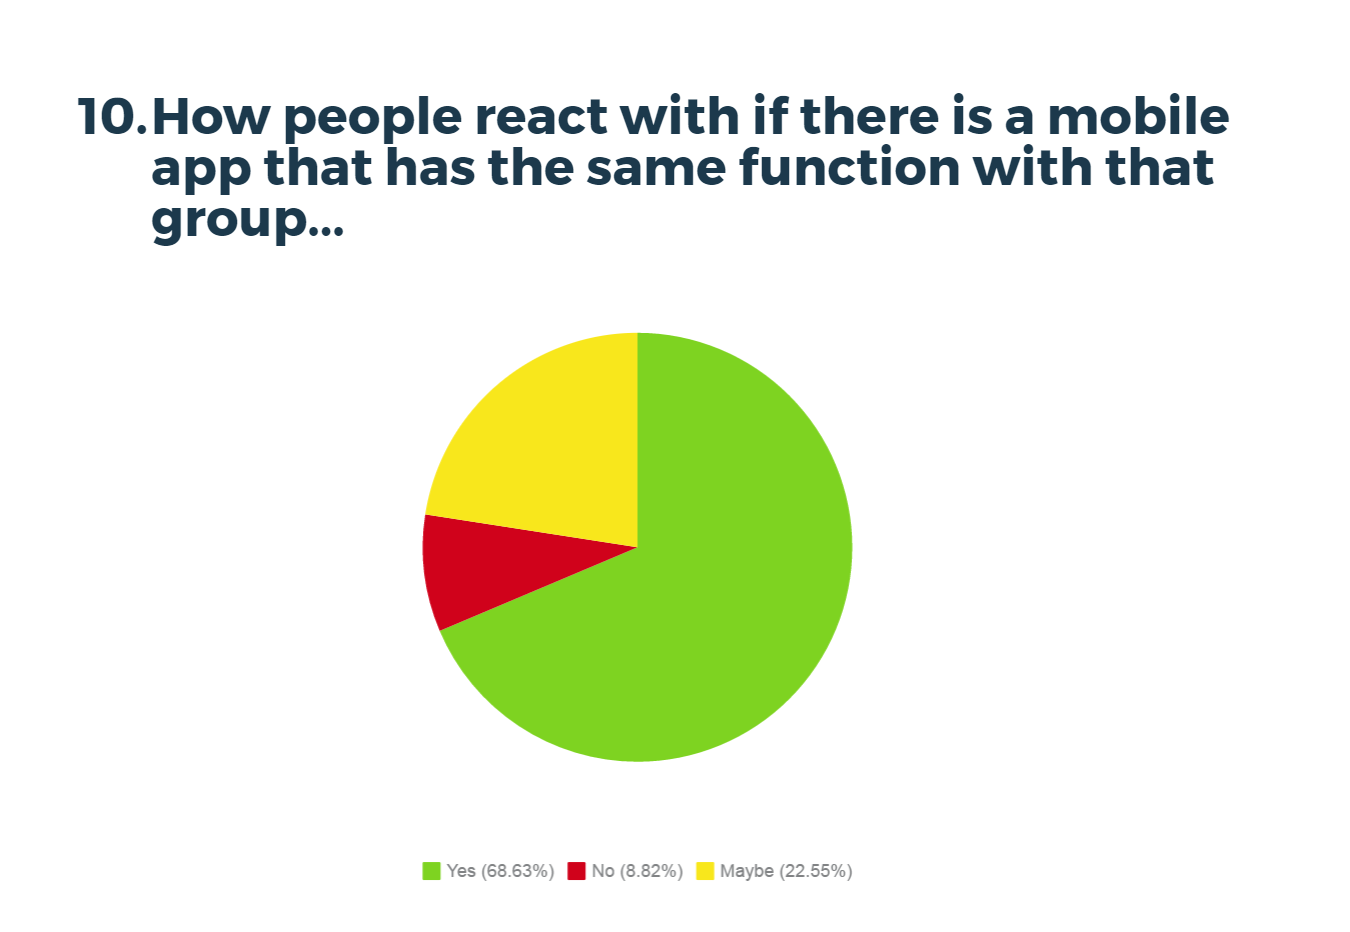 10. How people react with if there is a mobile
app that has the same function with that
group...
Yes (68.63%) No (8.82%) Maybe (22.55%)